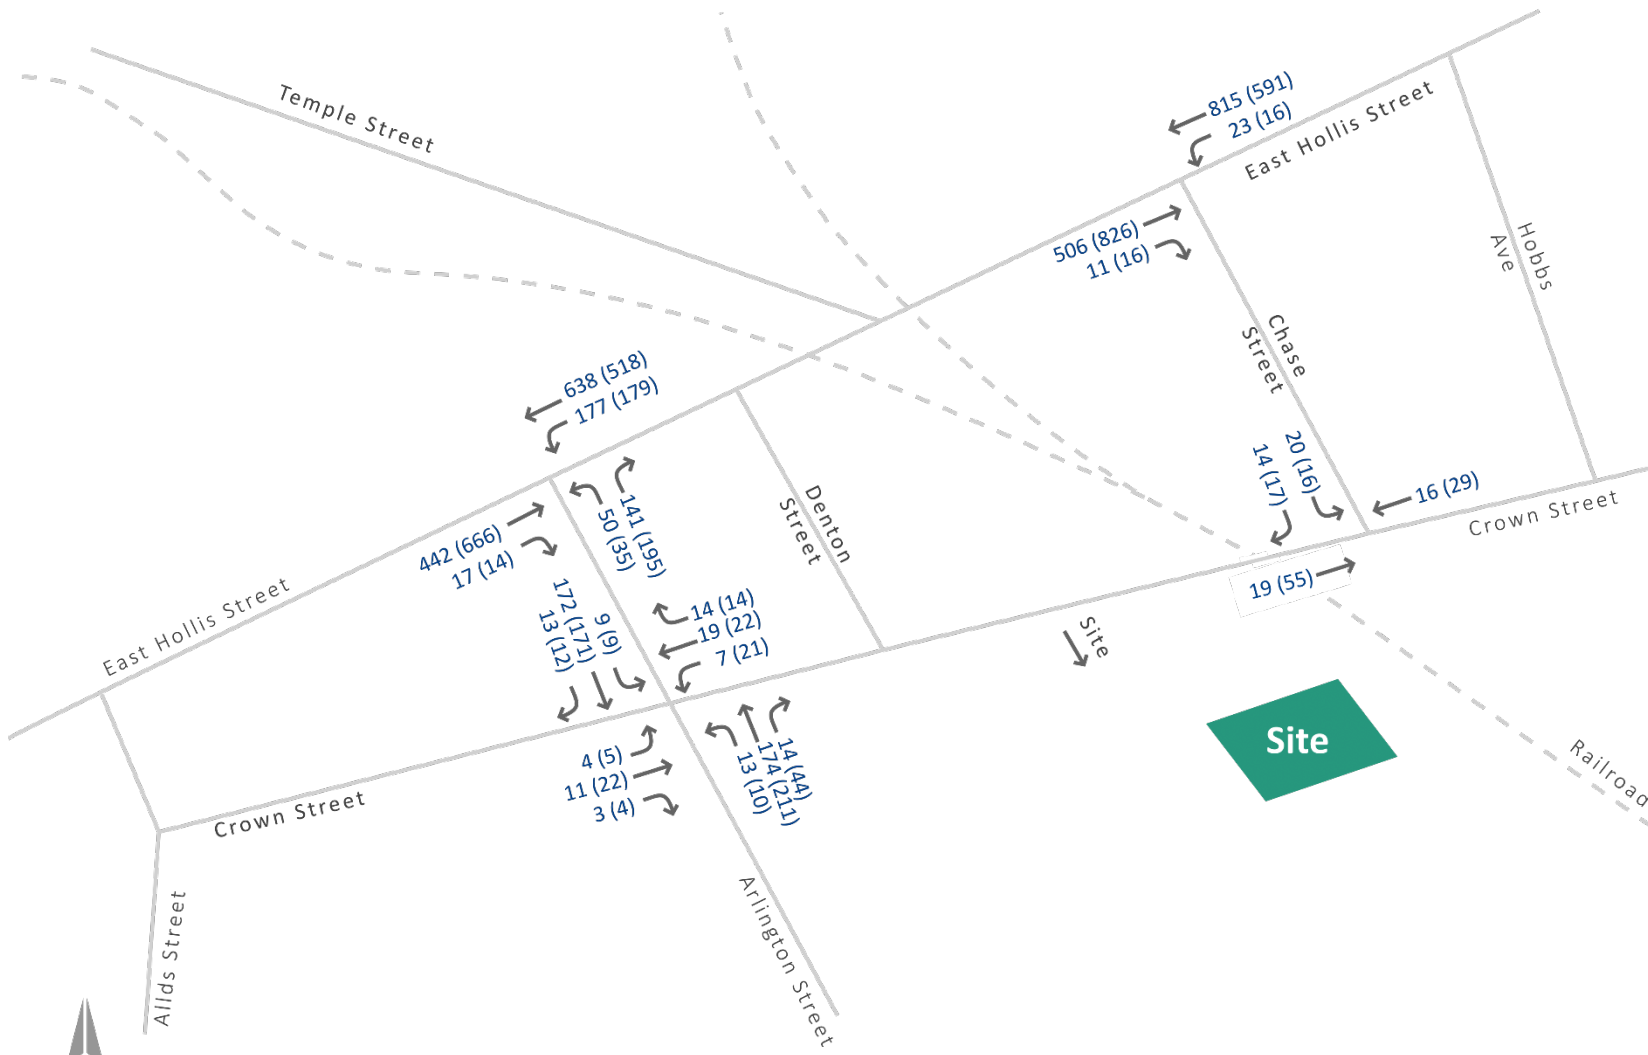 Temple Street
815 (591)
23 (16)
East Hollis Street
506 (826)
11 (16)
Hobbs
Ave
Chase
Street
638 (518)
177 (179)
442 (666)
17 (14)
141 (195)
50 (35)
Denton
Street
20 (16)
14 (17)
16 (29)
Crown Street
19 (55)
East Hollis Street
9 (9)
172 (171)
13 (12)
14 (14)
19 (22)
7 (21)
Site
4 (5)
11 (22)
3 (4)
14 (44)
174 (211)
13 (10)
Site
Railroad
Crown Street
Arlington Street
Allds Street